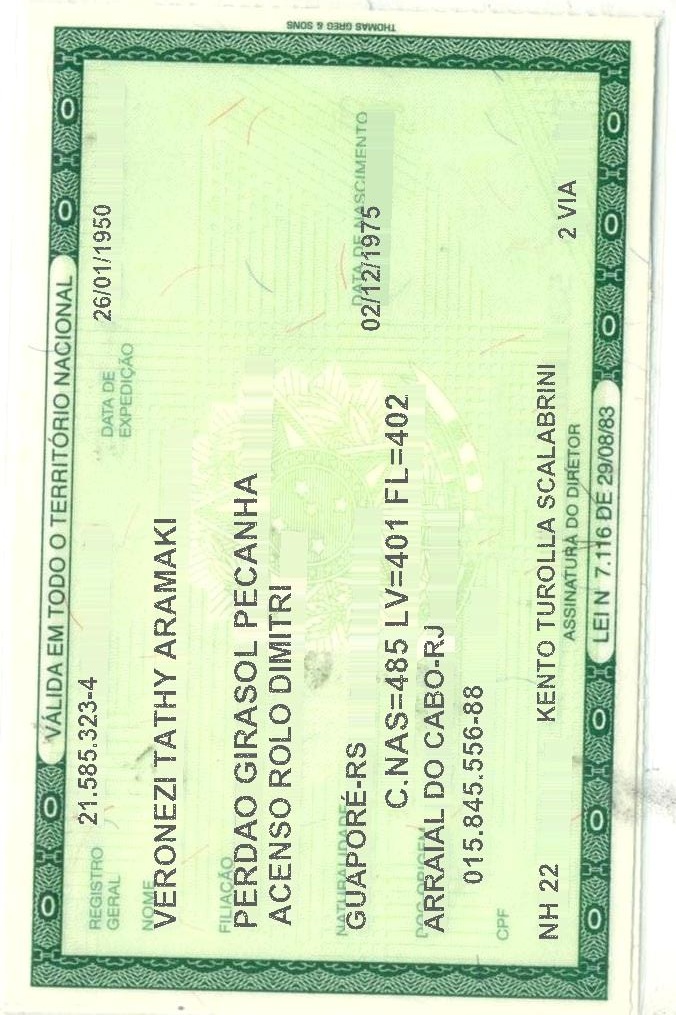 VÁLIDA EM TODO O TERRITÓRIO NACIONAL
REGISTRO GERAL 21.585.323-4 DATA DE EXPEDIÇÃO 26/01/1950
NOME
VERONEZI TATHY ARAMAKI
FILIAÇÃO
PERDAO GIRASOL PECANHA
ACENSO ROLO DIMITRI
NATURALIDADE DATA DE NASCIMENTO
GUAPORÉ-RS 02/12/1975
C.NAS=485 LV=401 FL=402
DOC ORIGEM
ARRAIAL DO CABO-RJ
015.845.556-88
CPF
NH 22 KENTO TUROLLA SCALABRINI 2 VIA
ASSINATURA DO DIRETOR
LEI N 7.116 DE 29/08/83
THOMAS GREG & SONS